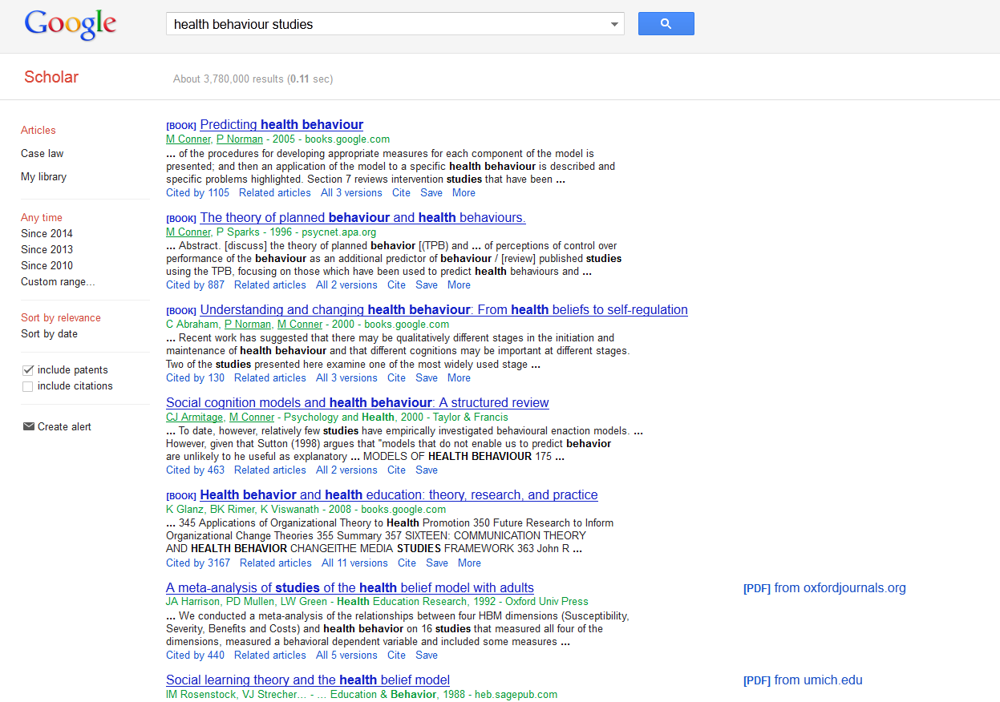 Google
health behaviour studies
Scholar
About 3,780,000 results (0.11 sec)
Articles
Case law
My library
Any time
Since 2014
Since 2013
Since 2010
Custom range...
Sort by relevance
Sort by date
include patents
include citations
Create alert
[BOOK] Predicting health behaviour
M Conner, P Norman - 2005 - books.google.com
... of the procedures for developing appropriate measures for each component of the model is
presented; and then an application of the model to a specific health behaviour is described and
specific problems highlighted. Section 7 reviews intervention studies that have been ...
Cited by 1105 Related articles All 3 versions Cite Save More
[BOOK] The theory of planned behaviour and health behaviours.
M Conner, P Sparks - 1996 - psycnet.apa.org
... Abstract. [discuss] the theory of planned behavior [(TPB) and ... of perceptions of control over
performance of the behaviour as an additional predictor of behaviour / [review] published studies
using the TPB, focusing on those which have been used to predict health behaviours and ...
Cited by 887 Related articles All 2 versions Cite Save More
[BOOK] Understanding and changing health behaviour: From health beliefs to self-regulation
C Abraham, P Norman, M Conner - 2000 - books.google.com
... Recent work has suggested that there may be qualitatively different stages in the initiation and
maintenance of health behaviour and that different cognitions may be important at different stages.
Two of the studies presented here examine one of the most widely used stage ...
Cited by 130 Related articles All 3 versions Cite Save More
Social cognition models and health behaviour: A structured review
CJ Armitage, M Conner - Psychology and Health, 2000 - Taylor & Francis
... To date, however, relatively few studies have empirically investigated behavioural enaction models. ...
However, given that Sutton (1998) argues that "models that do not enable us to predict behavior
are unlikely to he useful as explanatory ... MODELS OF HEALTH BEHAVIOUR 175 ...
Cited by 463 Related articles All 2 versions Cite Save
[BOOK] Health behavior and health education: theory, research, and practice
K Glanz, BK Rimer, K Viswanath - 2008 - books.google.com
... 345 Applications of Organizational Theory to Health Promotion 350 Future Research to Inform
Organizational Change Theories 355 Summary 357 SIXTEEN: COMMUNICATION THEORY
AND HEALTH BEHAVIOR CHANGEITHE MEDIA STUDIES FRAMEWORK 363 John R ...
Cited by 3167 Related articles All 11 versions Cite Save More
A meta-analysis of studies of the health belief model with adults
[PDF] from oxfordjournals.org
JA Harrison, PD Mullen, LW Green - Health Education Research, 1992 - Oxford Univ Press
... We conducted a meta-analysis of the relationships between four HBM dimensions (Susceptibility,
Severity, Benefits and Costs) and health behavior on 16 studies that measured all four of the
dimensions, measured a behavioral dependent variable and included some measures ...
Cited by 440 Related articles All 5 versions Cite Save
Social learning theory and the health belief model
[PDF] from umich.edu
IM Rosenstock, VJ Strecher... - ... Education & Behavior, 1988 - heb.sagepub.com